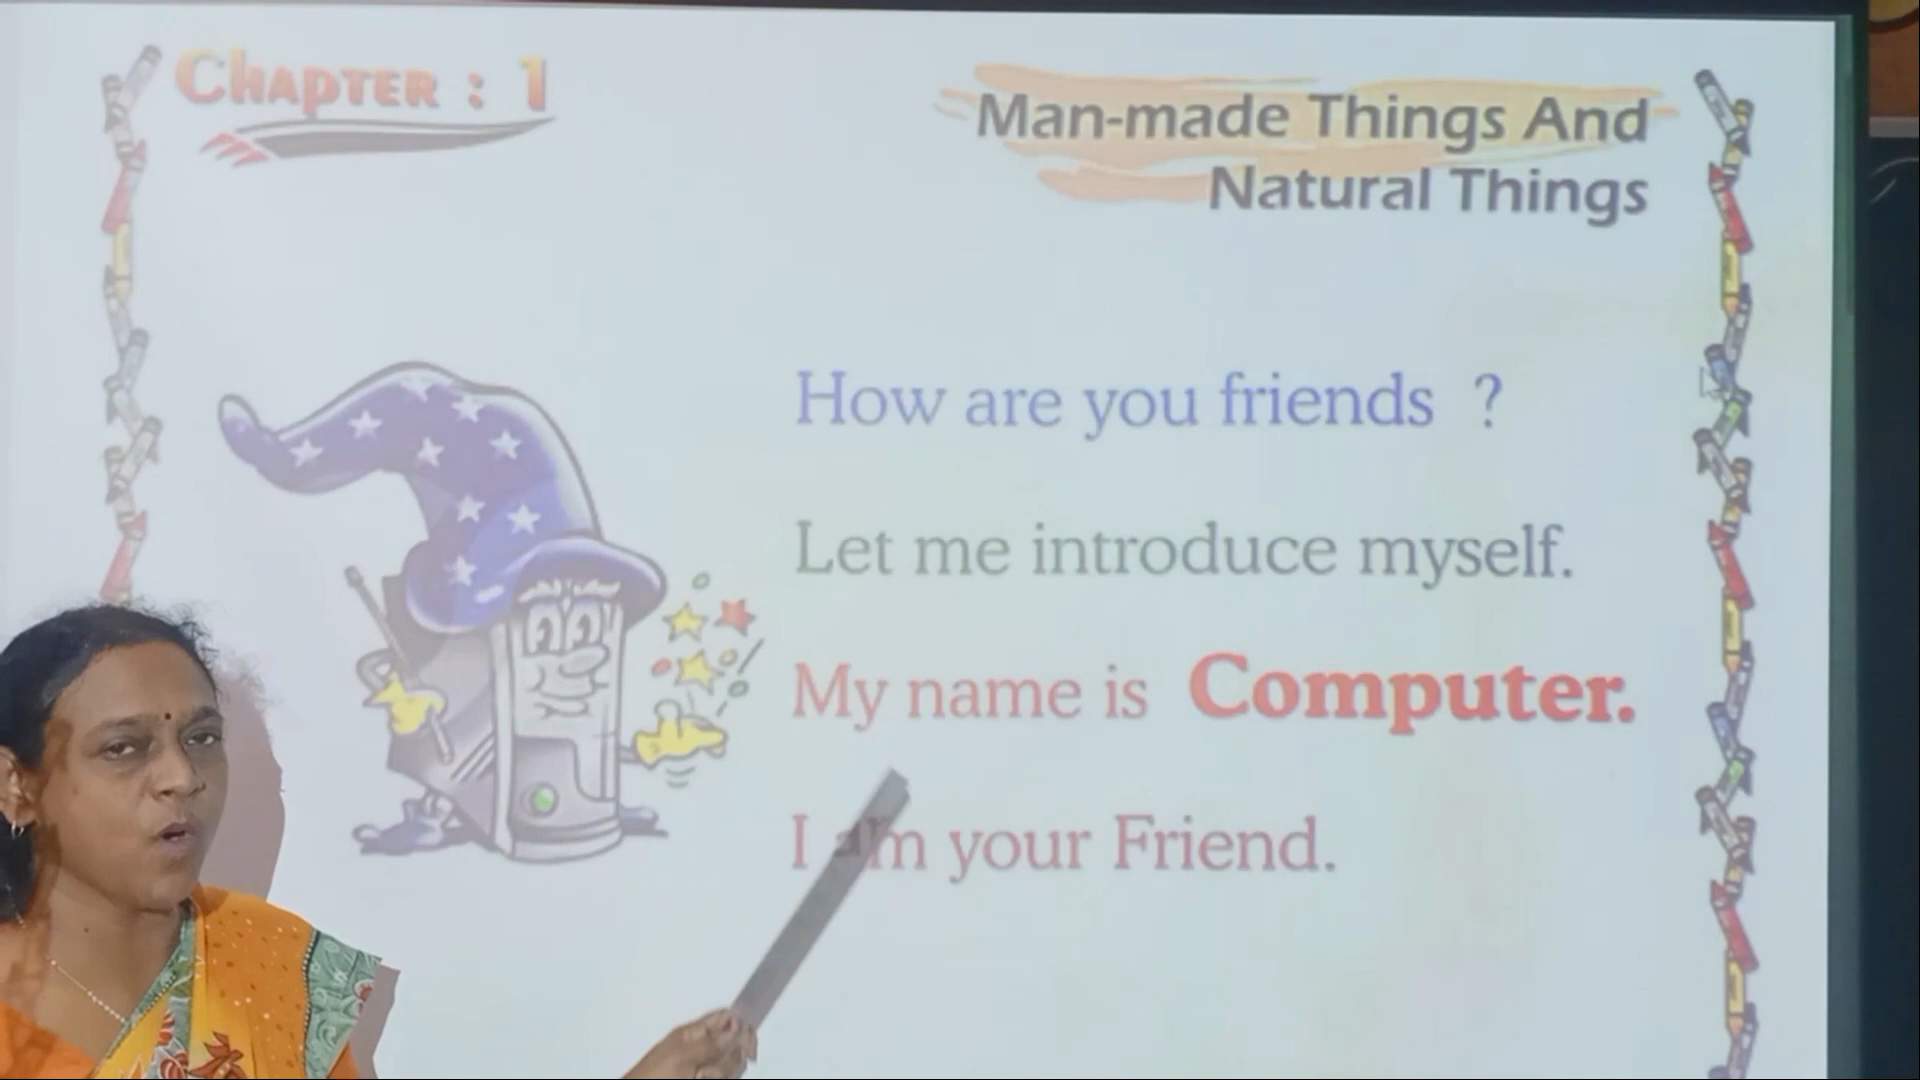 CHAPTER : 1
Man-made Things And
Natural Things
How are you friends ?
Let me introduce myself.
My name is Computer.
I am your Friend.